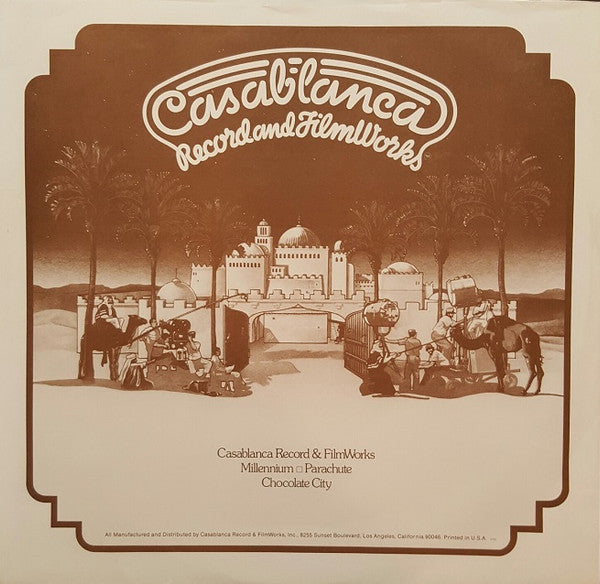 Casablanca
Record and FilmWorks
Casablanca Record & FilmWorks
Millennium □ Parachute
Chocolate City
All Manufactured and Distributed by Casablanca Record & FilmWorks, Inc., 8255 Sunset Boulevard, Los Angeles, California 90046 Printed in U.S.A.